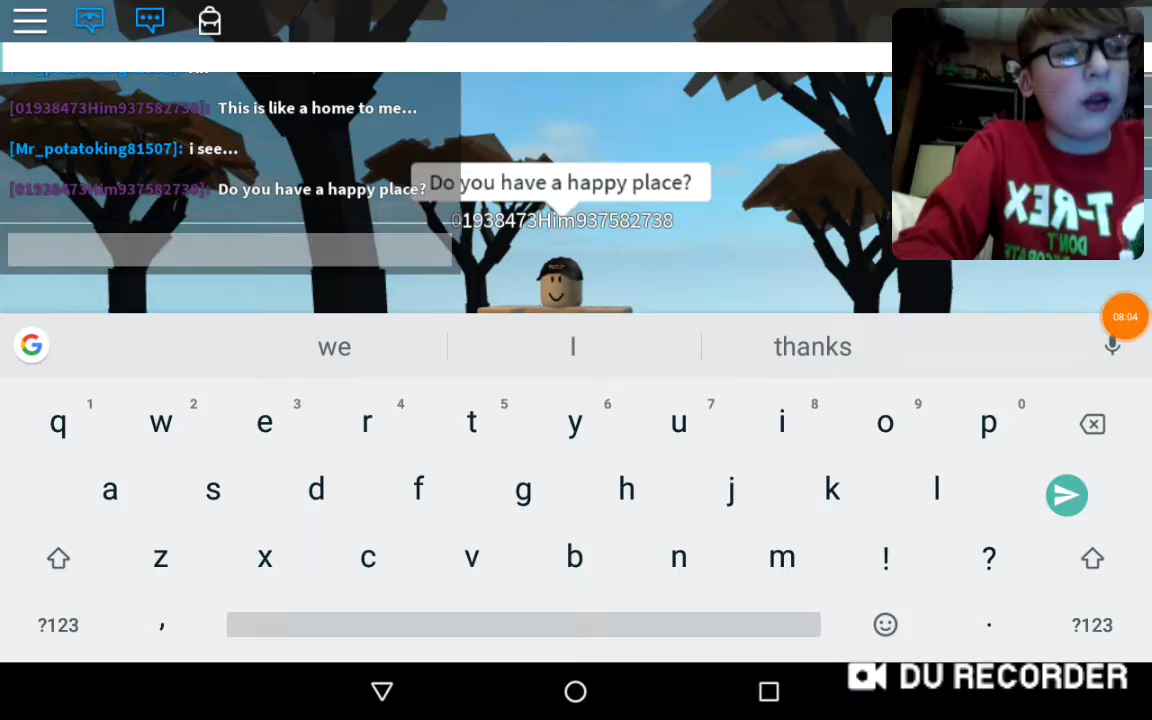 [01938473Him937582738]: This is like a home to me...
[Mr_potatoking81507]: i see...
[01938473Him937582738]: Do you have a happy place?
Do you have a happy place?
01938473Him937582738
T-REX
DON'T
08:04
we I thanks
1 2 3 4 5 6 7 8 9 0
q w e r t y u i o p
a s d f g h j k l
z x c v b n m ! ?
?123 , . ?123
DU RECORDER